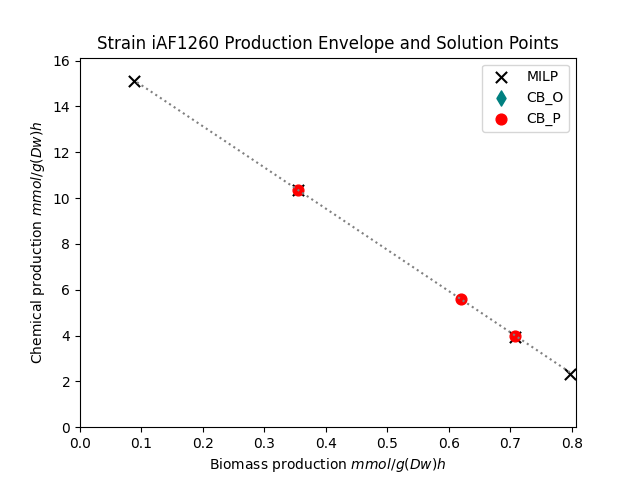 Strain iAF1260 Production Envelope and Solution Points
MILP
CB_O
CB_P
Chemical production mmol/g(Dw)h
16
14
12
10
8
6
4
2
0
0.0 0.1 0.2 0.3 0.4 0.5 0.6 0.7 0.8
Biomass production mmol/g(Dw)h